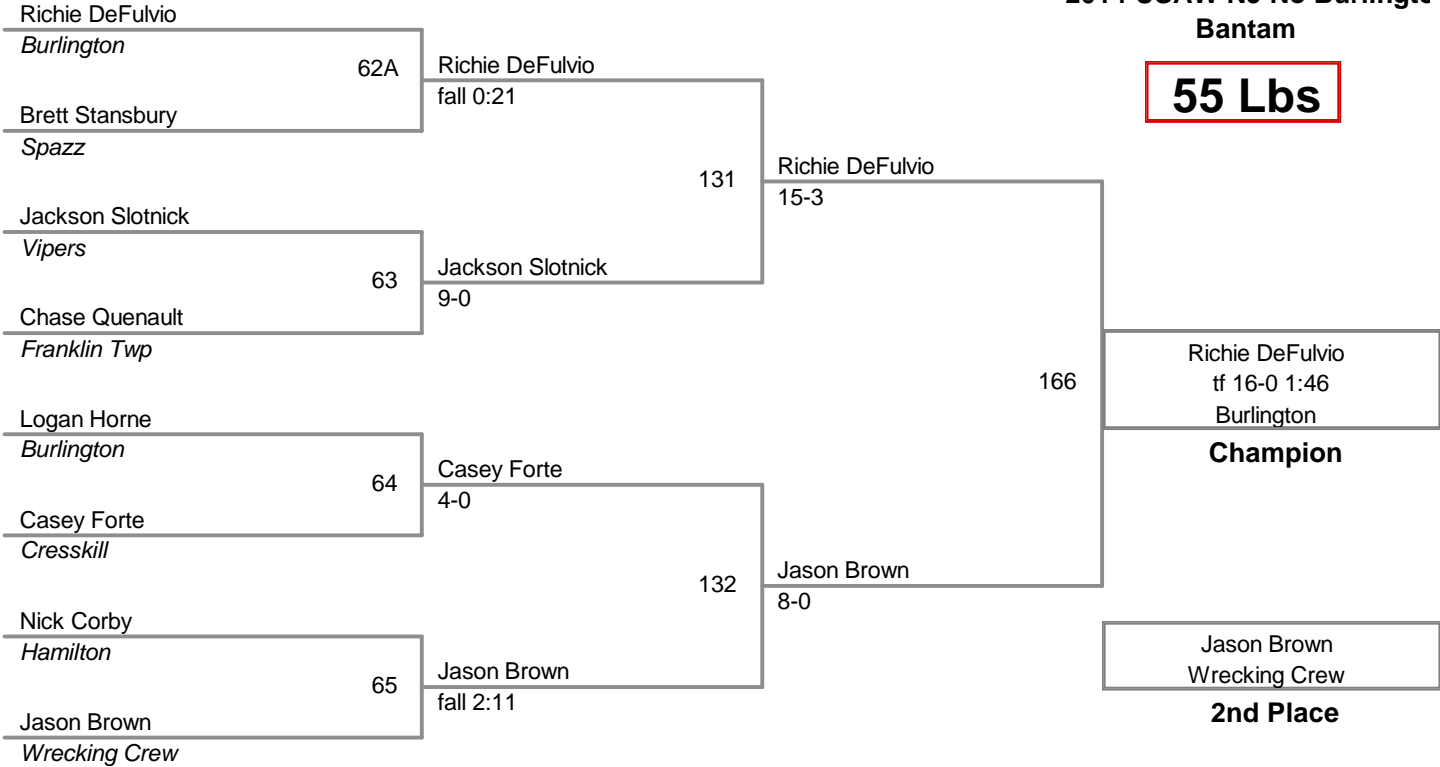 Bantam
55 Lbs
Richie DeFulvio
Burlington
62A
Brett Stansbury
Spazz
Richie DeFulvio
fall 0:21
Jackson Slotnick
Vipers
63
Chase Quenault
Franklin Twp
Jackson Slotnick
9-0
131
Richie DeFulvio
15-3
Logan Horne
Burlington
64
Casey Forte
Cresskill
Casey Forte
4-0
Nick Corby
Hamilton
65
Jason Brown
Wrecking Crew
Jason Brown
fall 2:11
132
Jason Brown
8-0
166
Richie DeFulvio
tf 16-0 1:46
Burlington
Champion
Jason Brown
Wrecking Crew
2nd Place